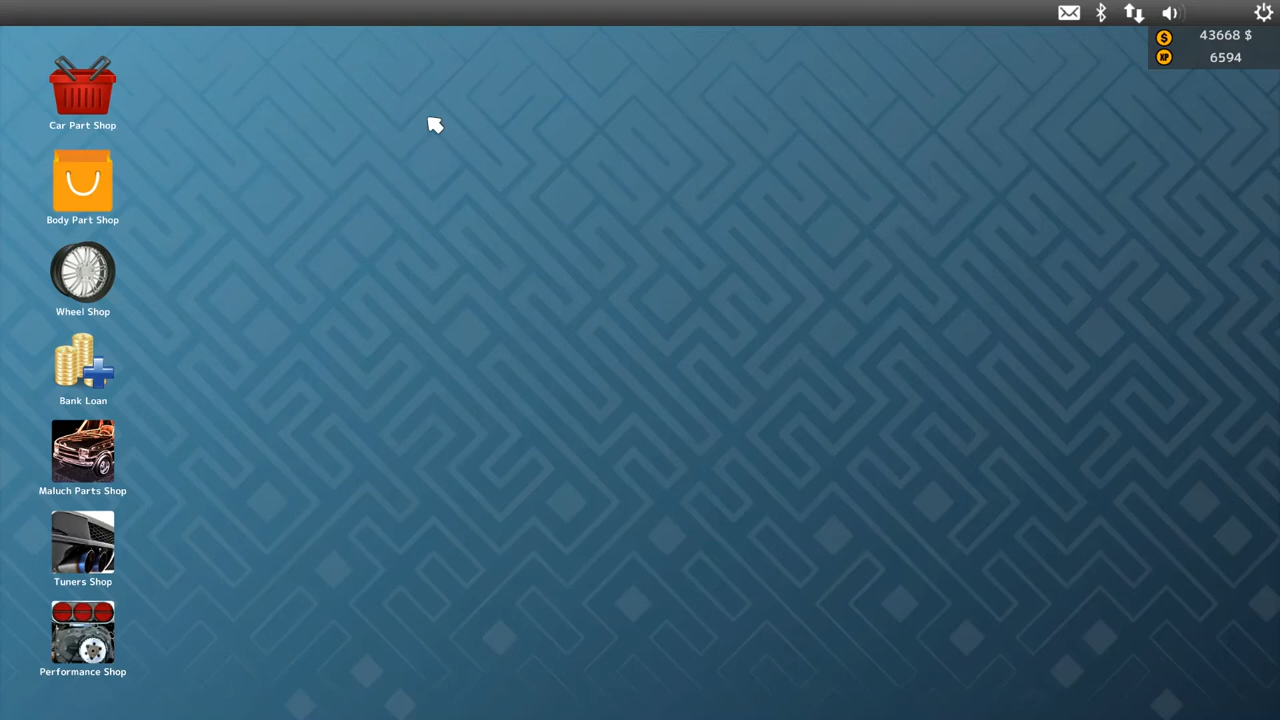 43668 $
XP 6594
Car Part Shop
Body Part Shop
Wheel Shop
Bank Loan
Maluch Parts Shop
Tuners Shop
Performance Shop